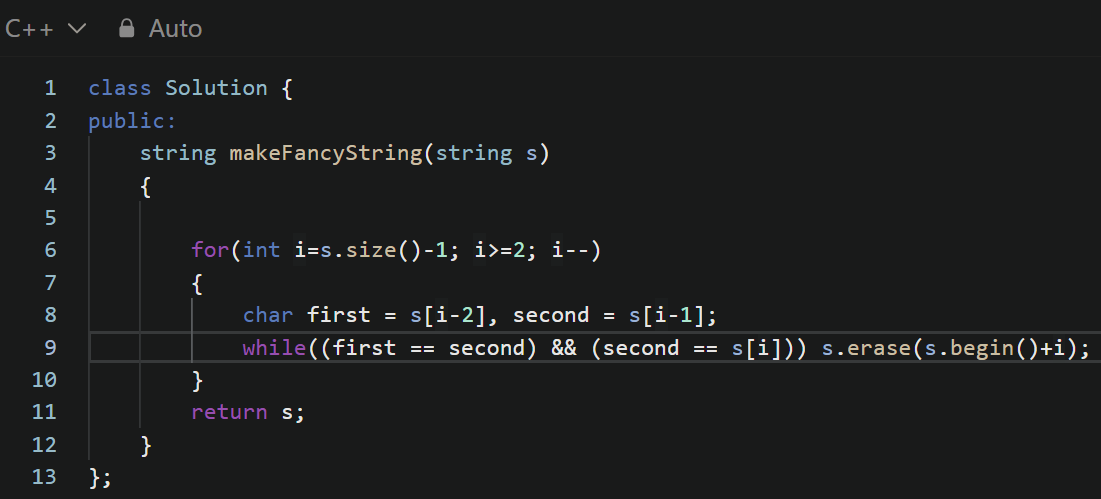 C++ Auto
1 class Solution {
2 public:
3     string makeFancyString(string s)
4     {
5
6         for(int i=s.size()-1; i>=2; i--)
7         {
8             char first = s[i-2], second = s[i-1];
9             while((first == second) && (second == s[i])) s.erase(s.begin()+i);
10         }
11         return s;
12     }
13 };